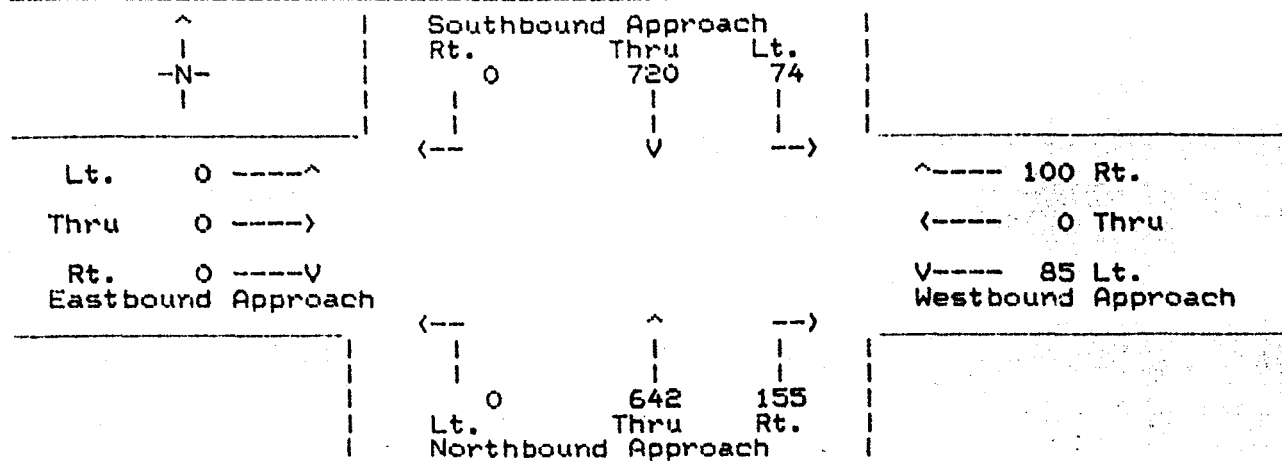 ^
Southbound Approach
Rt. Thru Lt.
-N- 0 720 74
<-- V -->
Lt. 0 ----^ ^---- 100 Rt.
Thru 0 ----> <---- 0 Thru
Rt. 0 ----V V---- 85 Lt.
Eastbound Approach Westbound Approach
<-- ^ -->
0 642 155
Lt. Thru Rt.
Northbound Approach